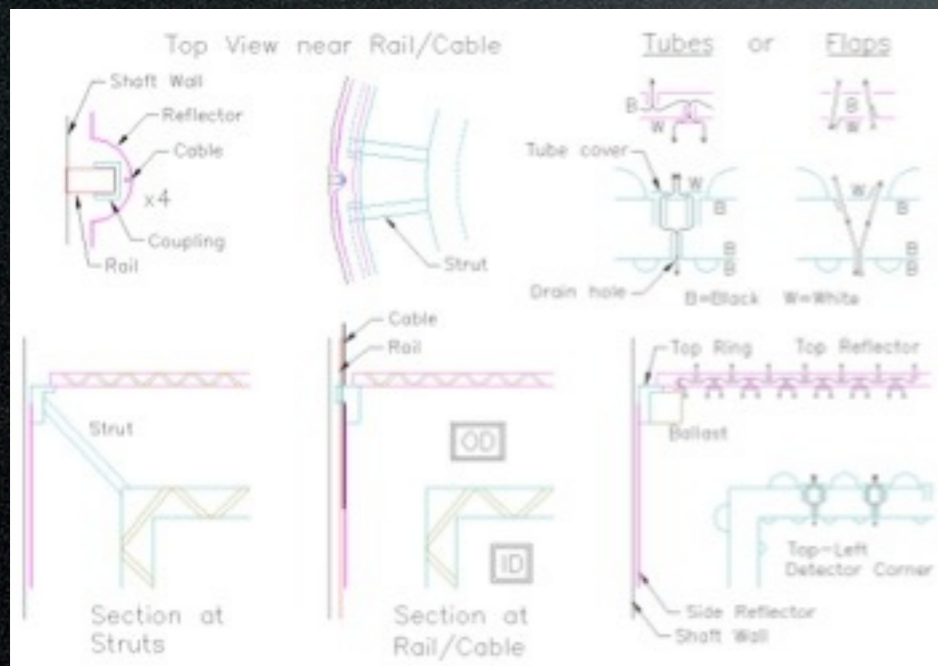 Top View near Rail/Cable
Tubes or Flaps
Shaft Wall
Reflector
Cable
x4
Coupling
Rail
Strut
B
W
B
W
Tube cover
W
B
W
B
B
B
B
B
Drain hole
B=Black W=White
Cable
Rail
Strut
OD
ID
Section at
Struts
Section at
Rail/Cable
Top Ring
Top Reflector
Ballast
Top-Left
Detector Corner
Side Reflector
Shaft Wall